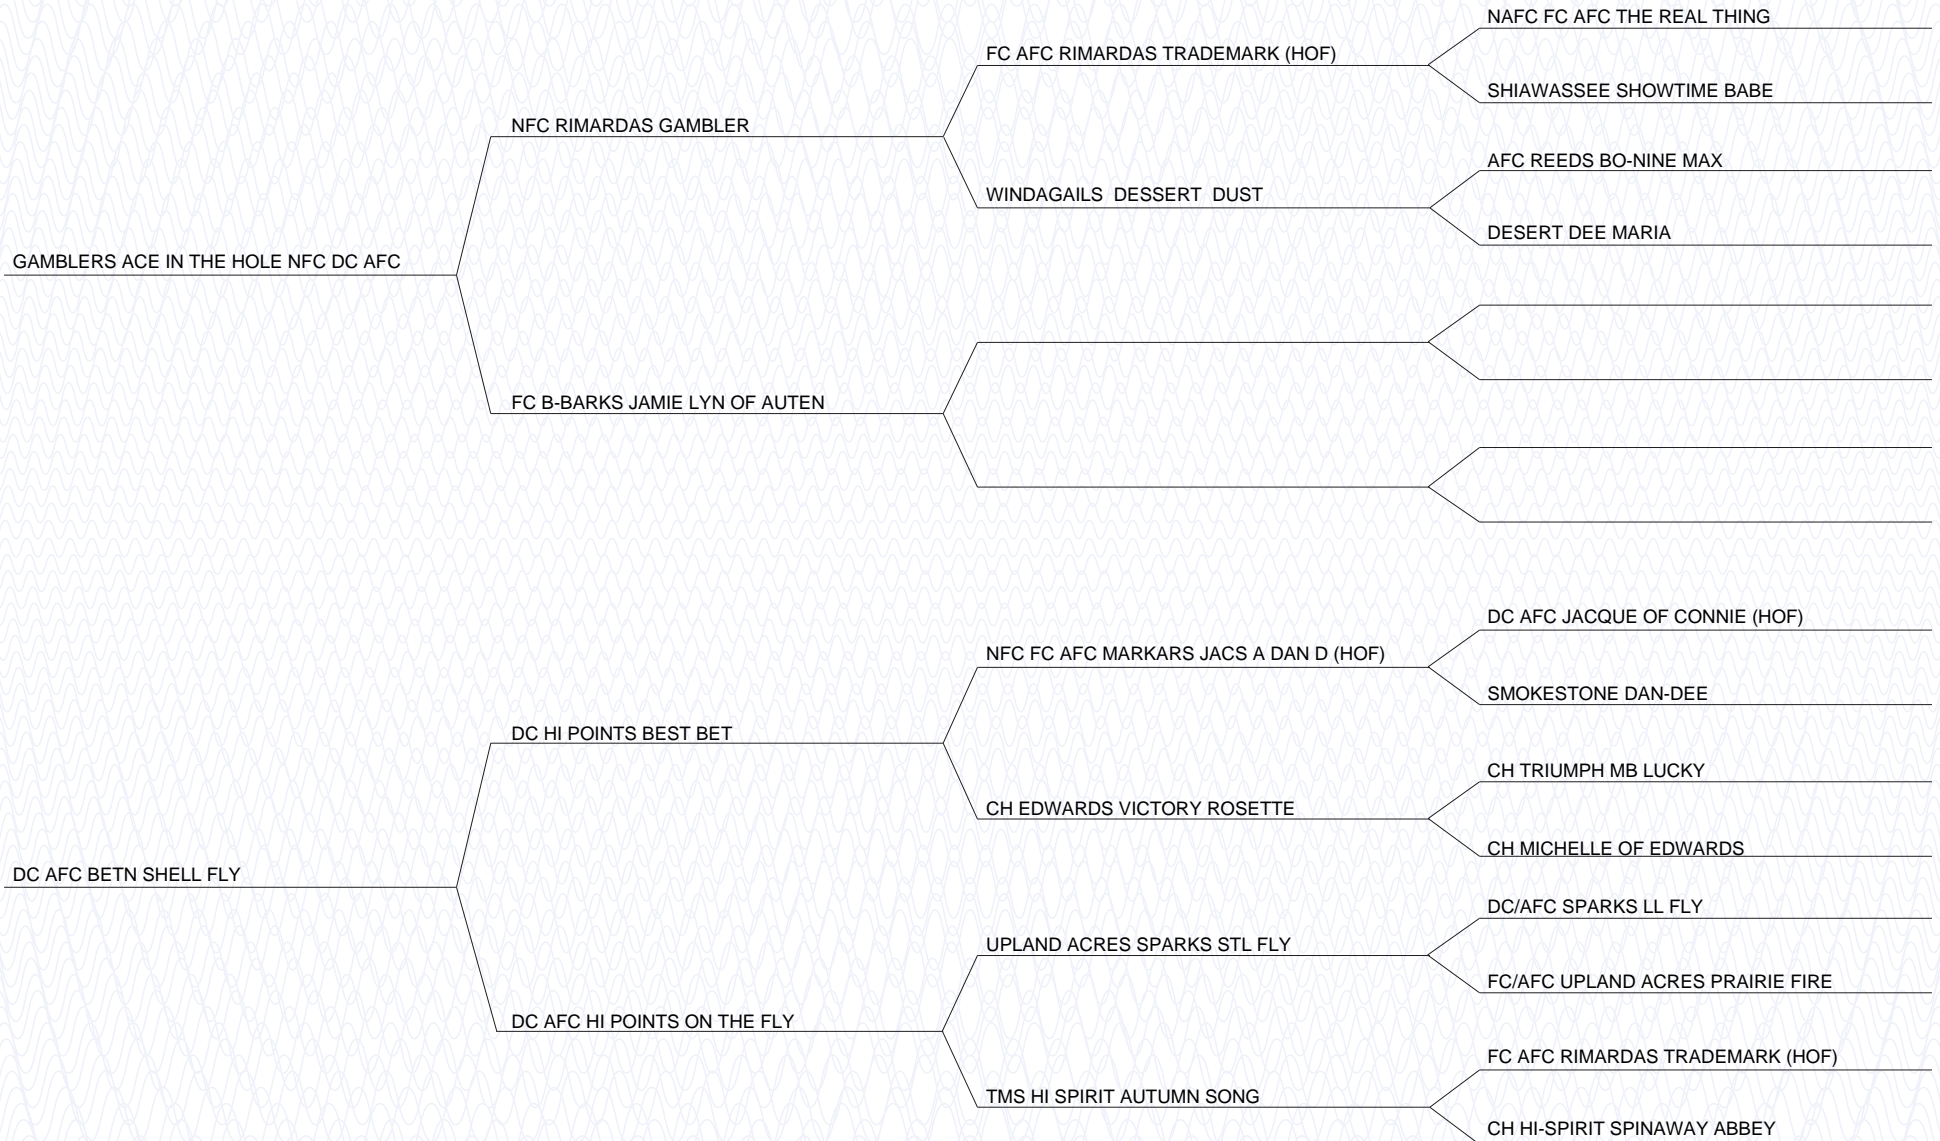 NAFC FC AFC THE REAL THING
FC AFC RIMARDAS TRADEMARK (HOF)
SHIAWASSEE SHOWTIME BABE
NFC RIMARDAS GAMBLER
AFC REEDS BO-NINE MAX
WINDAGAILS DESSERT DUST
DESERT DEE MARIA
GAMBLERS ACE IN THE HOLE NFC DC AFC
FC B-BARKS JAMIE LYN OF AUTEN
DC AFC JACQUE OF CONNIE (HOF)
NFC FC AFC MARKARS JACS A DAN D (HOF)
SMOKESTONE DAN-DEE
DC HI POINTS BEST BET
CH TRIUMPH MB LUCKY
CH EDWARDS VICTORY ROSETTE
CH MICHELLE OF EDWARDS
DC AFC BETN SHELL FLY
DC/AFC SPARKS LL FLY
UPLAND ACRES SPARKS STL FLY
FC/AFC UPLAND ACRES PRAIRIE FIRE
DC AFC HI POINTS ON THE FLY
FC AFC RIMARDAS TRADEMARK (HOF)
TMS HI SPIRIT AUTUMN SONG
CH HI-SPIRIT SPINAWAY ABBEY